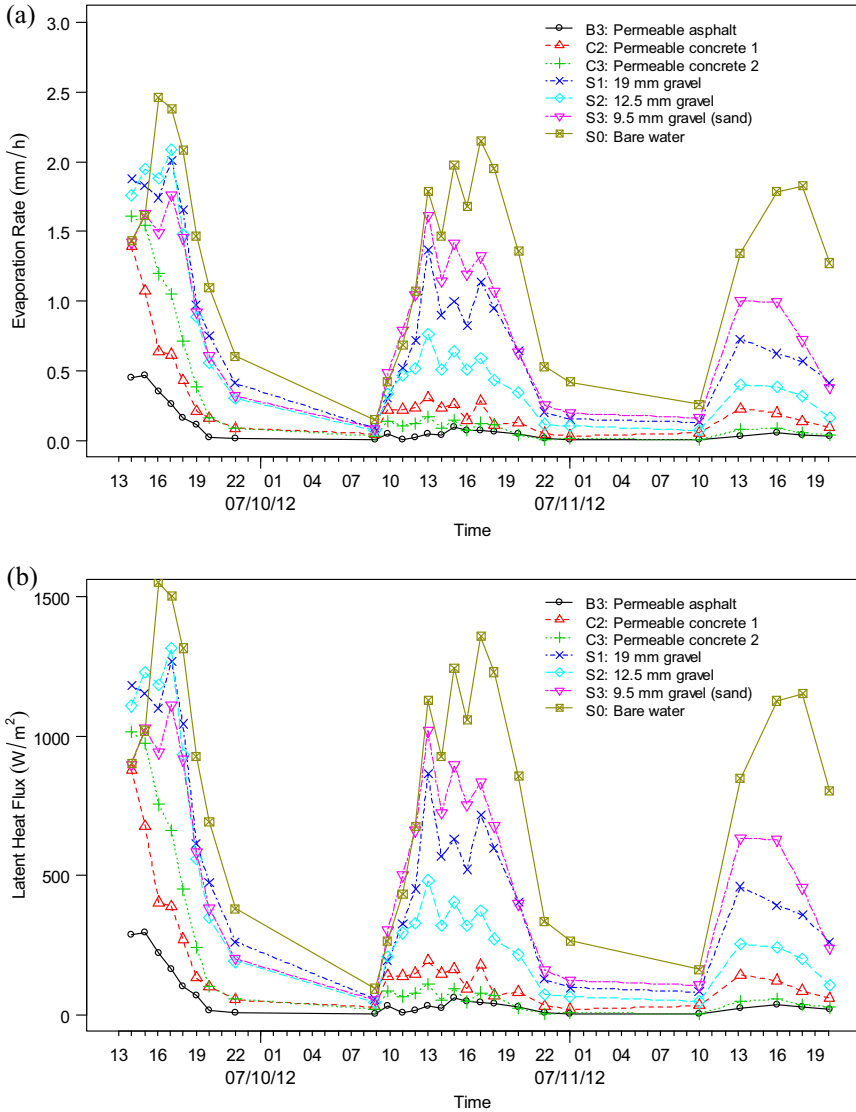 (a)
3.0
2.5
2.0
1.5
1.0
0.5
0.0
Evaporation Rate (mm/h)
B3: Permeable asphalt
C2: Permeable concrete 1
C3: Permeable concrete 2
S1: 19 mm gravel
S2: 12.5 mm gravel
S3: 9.5 mm gravel (sand)
S0: Bare water
13 16 19 22 01 04 07 10 13 16 19 22 01 04 07 10 13 16 19
07/10/12 07/11/12
Time
(b)
1500
1000
500
0
Latent Heat Flux (W/m²)
B3: Permeable asphalt
C2: Permeable concrete 1
C3: Permeable concrete 2
S1: 19 mm gravel
S2: 12.5 mm gravel
S3: 9.5 mm gravel (sand)
S0: Bare water
13 16 19 22 01 04 07 10 13 16 19 22 01 04 07 10 13 16 19
07/10/12 07/11/12
Time